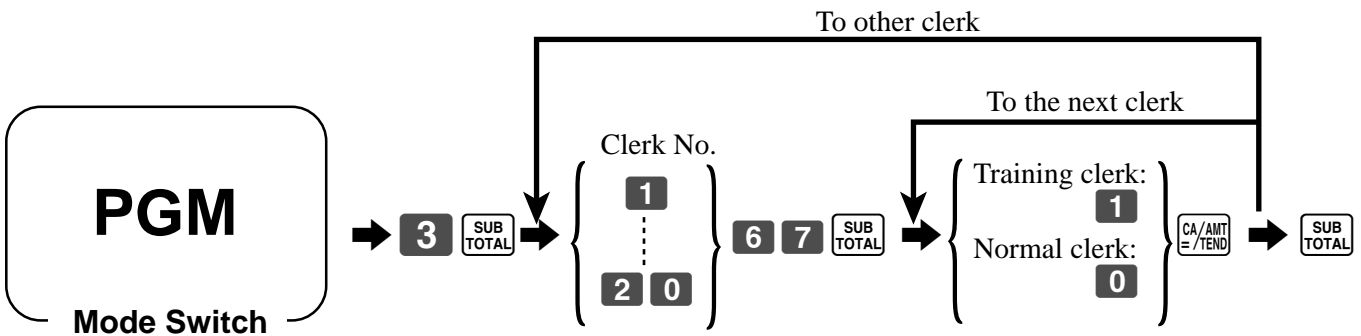 To other clerk
To the next clerk
Clerk No.
Training clerk:
1
1
PGM
3 SUB TOTAL
6 7 SUB TOTAL
CA/AMT = /TEND
SUB TOTAL
Normal clerk:
2 0
0
Mode Switch